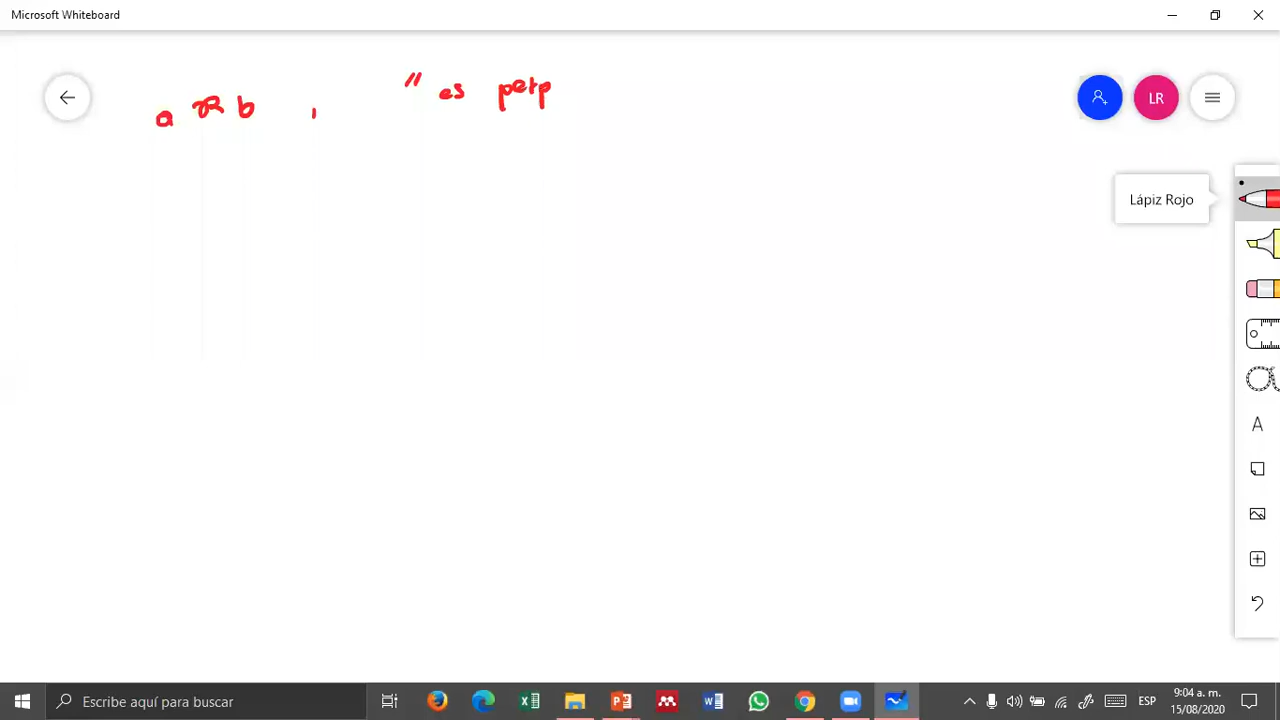 Microsoft Whiteboard
a R b , " es perp
LR
Lápiz Rojo
A
Escribe aquí para buscar
ESP
9:04 a. m.
15/08/2020